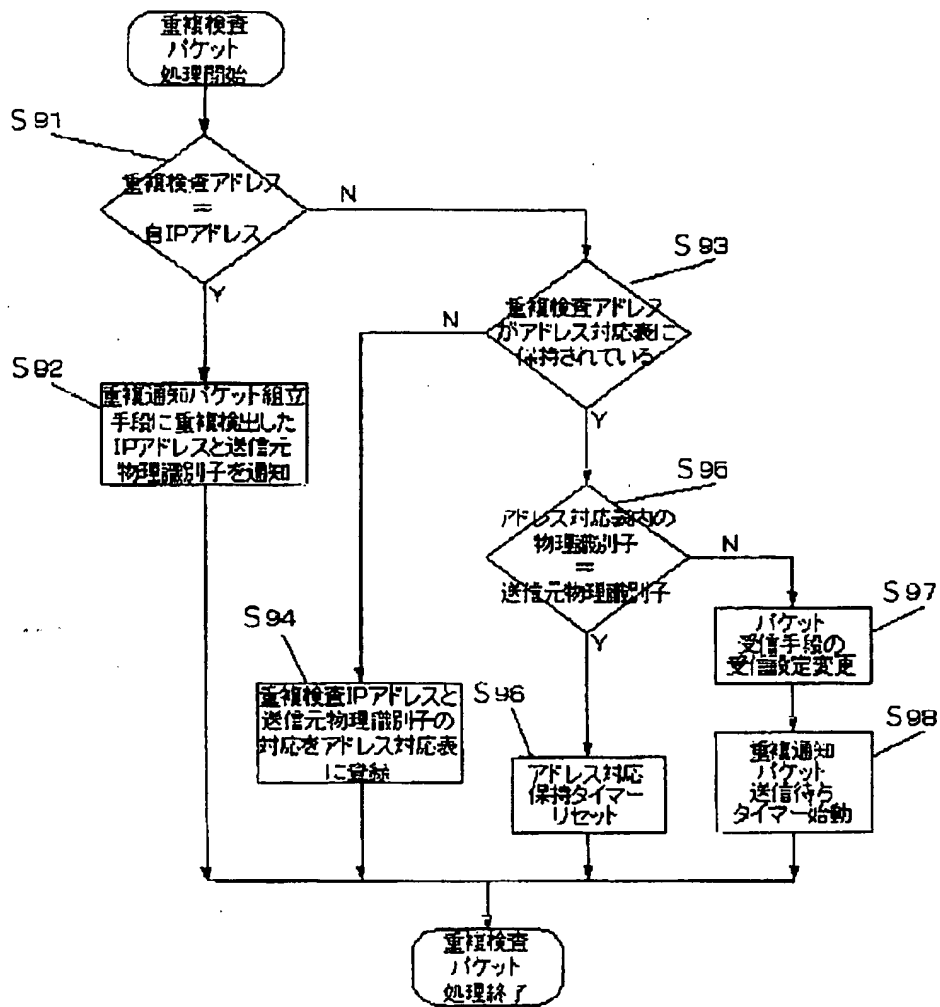 重複検査
パケット
処理開始
S91
重複検査アドレス
=
自IPアドレス
N
Y
S93
重複検査アドレス
がアドレス対応表に
保持されている
N
Y
S92
重複通知パケット組立
手段に重複検出した
IPアドレスと送信元
物理識別子を通知
S95
アドレス対応表内の
物理識別子
=
送信元物理識別子
N
Y
S97
パケット
受信手段の
受信設定変更
S94
重複検査IPアドレスと
送信元物理識別子の
対応をアドレス対応表
に登録
S96
アドレス対応
保持タイマー
リセット
S98
重複通知
パケット
送信待ち
タイマー始動
重複検査
パケット
処理終了